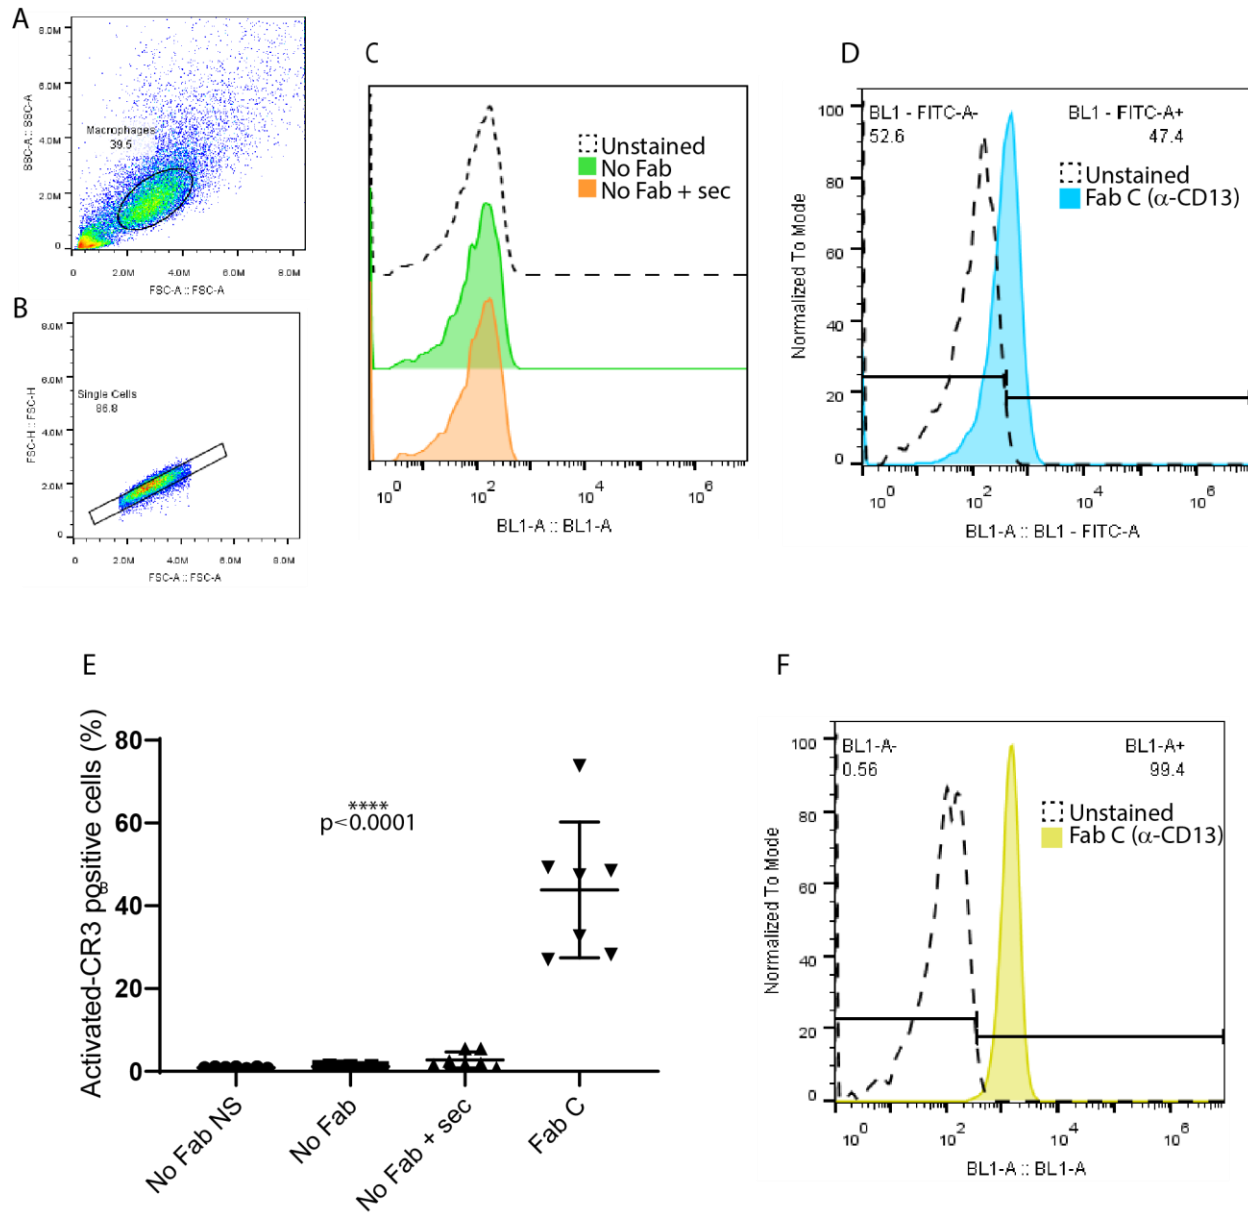 A
8.0M
6.0M
4.0M
2.0M
0
SSC-A :: SSC-A
Macrophages
39.5
0 2.0M 4.0M 6.0M 8.0M
FSC-A :: FSC-A
B
8.0M
6.0M
4.0M
2.0M
0
FSC-H :: FSC-H
Single Cells
86.8
0 2.0M 4.0M 6.0M 8.0M
FSC-A :: FSC-A
C
Unstained
No Fab
No Fab + sec
10^0 10^2 10^4 10^6
BL1-A :: BL1-A
D
100
80
60
40
20
0
Normalized To Mode
BL1 - FITC-A-
52.6
BL1 - FITC-A+
47.4
Unstained
Fab C (α-CD13)
10^0 10^2 10^4 10^6
BL1-A :: BL1 - FITC-A
E
80
60
40
20
0
Activated-CR3 positive cells (%)
B
****
p<0.0001
No Fab NS
No Fab
No Fab + sec
Fab C
F
100
80
60
40
20
0
Normalized To Mode
BL1-A-
0.56
BL1-A+
99.4
Unstained
Fab C (α-CD13)
10^0 10^2 10^4 10^6
BL1-A :: BL1-A